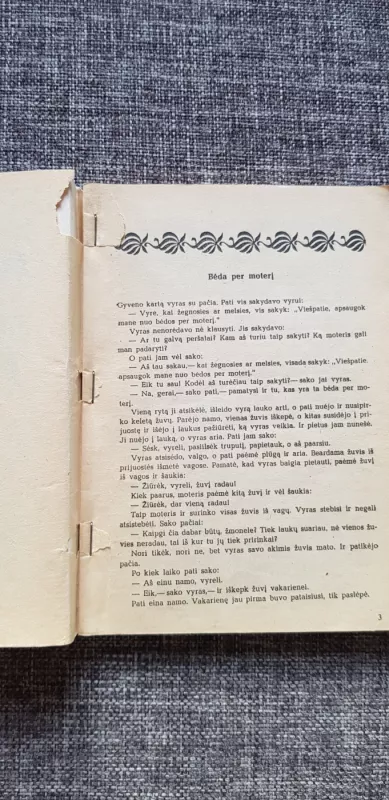 Bėda per moterį
Gyveno kartą vyras su pačia. Pati vis sakydavo vyrui:
— Vyre, kai žegnosies ar melsies, vis sakyk: „Viešpatie, apsaugok
mane nuo bėdos per moterį."
Vyras nenorėdavo nė klausyti. Jis sakydavo:
— Ar tu galvą peršalai? Kam aš turiu taip sakyti? Ką moteris gali
man padaryti?
O pati jam vėl sako:
— Aš tau sakau,— kai žegnosies ar melsies, visada sakyk: „Viešpatie,
apsaugok mane nuo bėdos per moterį."
— Eik tu sau! Kodėl aš turėčiau taip sakyti?— sako jas vyras.
— Na, gerai,— sako pati,— pamatysi ir tu, kas yra ta bėda per mo-
terį.
Vieną rytą ji atsikėlė, išleido vyrą lauko arti, o pati nuėjo ir nusipir-
ko keletą žuvų. Parėjo namo, vienas žuvis iškepė, o kitas susidėjo į pri-
juostę ir išėjo į laukus pažiūrėti, ką vyras veikia. Ir pietus jam nunešė.
Ji nuėjo į lauką, o vyras aria. Pati jam sako:
— Sėsk, vyreli, pasilsėk truputį, papietauk, o aš paarsiu.
Vyras atsisėdo, valgo, o pati paėmė plūgą ir aria. Beardama žuvis iš
prijuostės išmėtė vagose. Pamatė, kad vyras baigia pietauti, paėmė žuvį
iš vagos ir šaukia:
— Žiūrėk, vyreli, žuvį radau!
Kiek paarus, moteris paėmė kitą žuvį ir vėl šaukia:
— Žiūrėk, dar vieną radau!
Taip moteris ir surinko visas žuvis iš vagų. Vyras stebisi ir negali
atsistebėti. Sako pačiai:
— Kaipgi čia dabar būtų, žmonele? Tiek laukų suariau, nė vienos žu-
vies neradau, tai iš kur tu jų tiek pririnkai?
Nori tikėk, nori ne, bet vyras savo akimis žuvis mato. Ir patikėjo
pačia.
Po kiek laiko pati sako:
— Aš einu namo, vyreli.
— Eik,— sako vyras,— ir iškepk žuvį vakarienei.
Pati eina namo. Vakarienę jau pirma buvo pataisiusi, tik paslėpė.
3